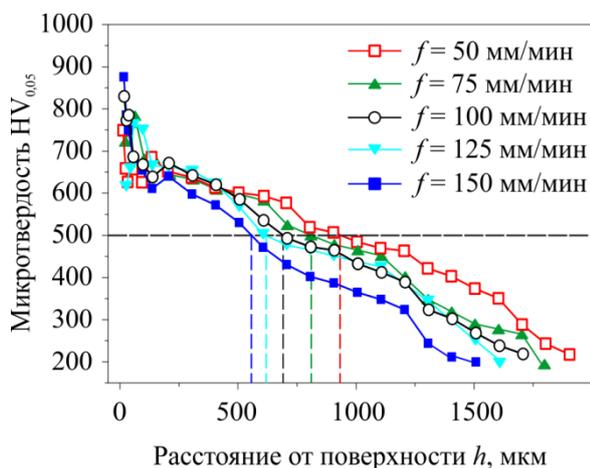 1000
900
800
700
600
500
400
300
200
Микротвердость HV0,05
f = 50 мм/мин
f = 75 мм/мин
f = 100 мм/мин
f = 125 мм/мин
f = 150 мм/мин
0 500 1000 1500
Расстояние от поверхности h, мкм